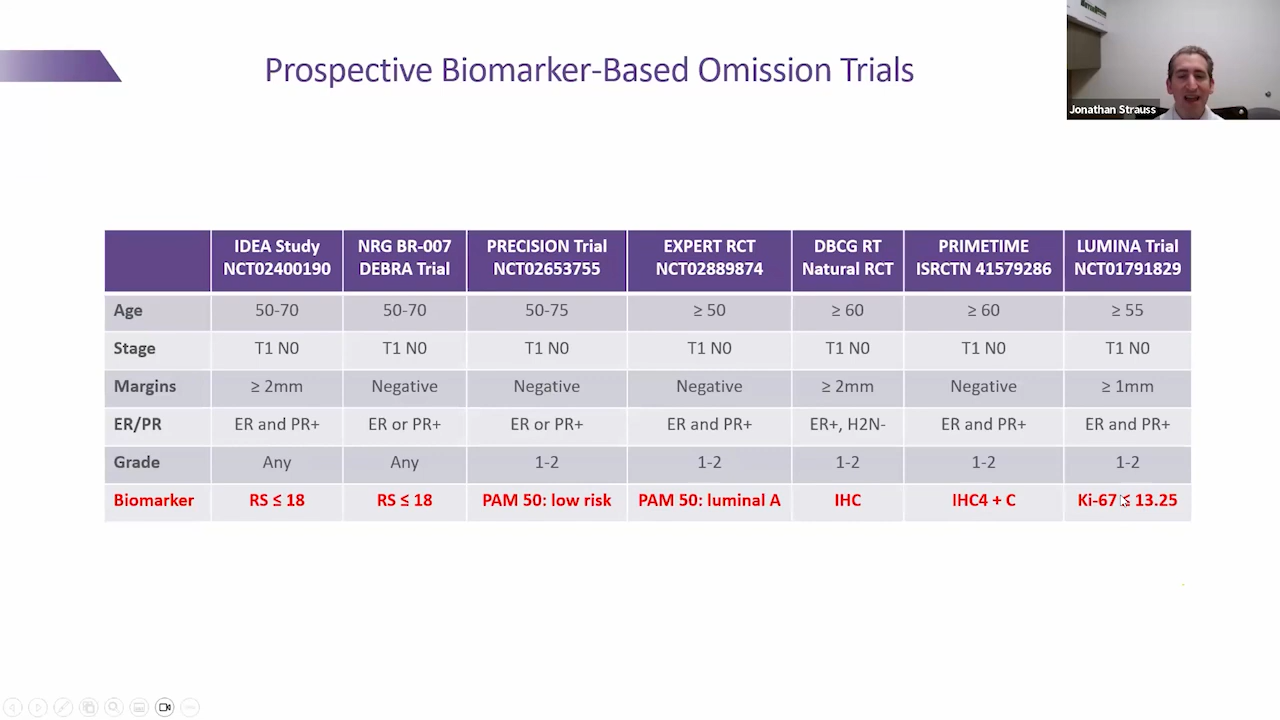 Prospective Biomarker-Based Omission Trials
Jonathan Strauss
IDEA Study NRG BR-007 PRECISION Trial EXPERT RCT DBCG RT PRIMETIME LUMINA Trial
NCT02400190 DEBRA Trial NCT02653755 NCT02889874 Natural RCT ISRCTN 41579286 NCT01791829
Age 50-70 50-70 50-75 ≥ 50 ≥ 60 ≥ 60 ≥ 55
Stage T1 N0 T1 N0 T1 N0 T1 N0 T1 N0 T1 N0 T1 N0
Margins ≥ 2mm Negative Negative Negative ≥ 2mm Negative ≥ 1mm
ER/PR ER and PR+ ER or PR+ ER or PR+ ER and PR+ ER+, H2N- ER and PR+ ER and PR+
Grade Any Any 1-2 1-2 1-2 1-2 1-2
Biomarker RS ≤ 18 RS ≤ 18 PAM 50: low risk PAM 50: luminal A IHC IHC4 + C Ki-67 ≤ 13.25